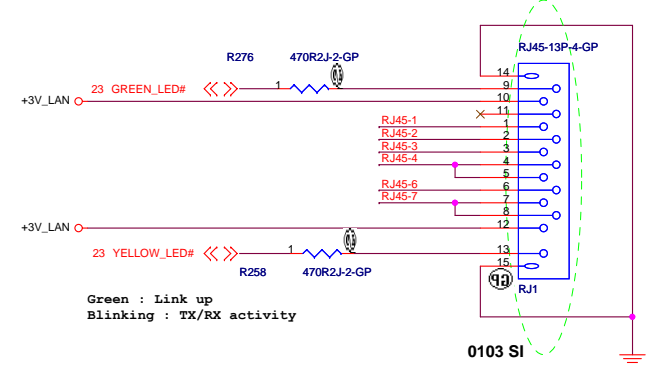 RJ45-13P-4-GP
R276 470R2J-2-GP
14
23 GREEN_LED# 1 9
+3V_LAN 10
11
RJ45-1 1
RJ45-2 2
RJ45-3 3
RJ45-4 4
5
RJ45-6 6
RJ45-7 7
8
+3V_LAN 12
23 YELLOW_LED# 1 13
15
R258 470R2J-2-GP
GP
RJ1
Green : Link up
Blinking : TX/RX activity
0103 SI